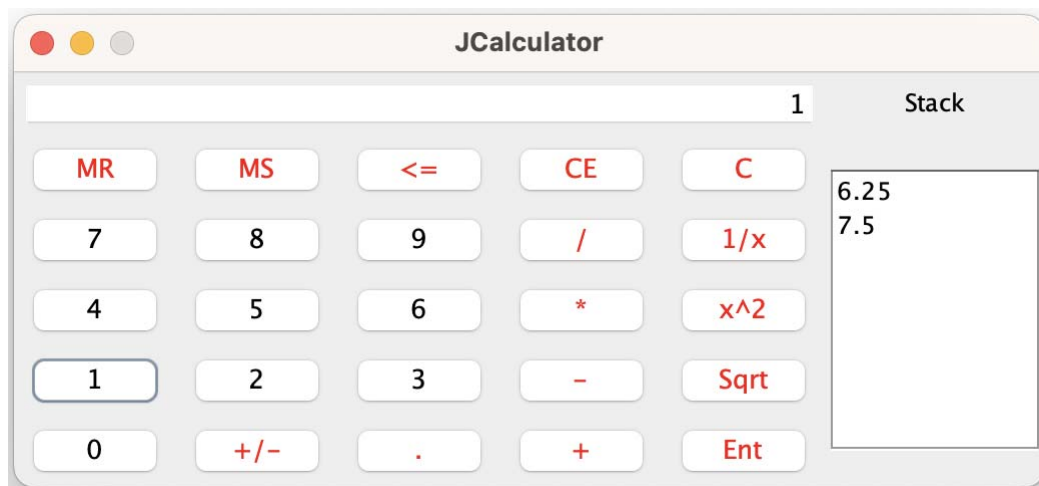 JCalculator
1 Stack
MR MS <= CE C
6.25
7 8 9 / 1/x
7.5
4 5 6 * x^2
1 2 3 - Sqrt
0 +/- . + Ent